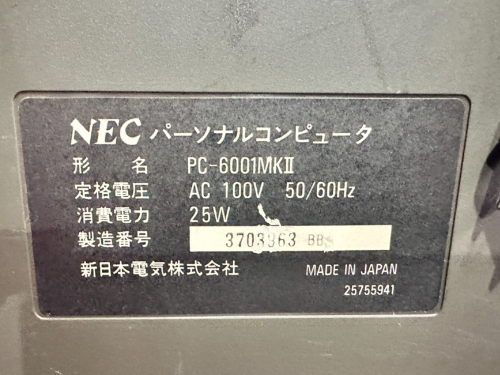 NEC パーソナルコンピュータ
形 名 PC-6001MKⅡ
定格電圧 AC 100V 50/60Hz
消費電力 25W
製造番号 3703963 BB
新日本電気株式会社 MADE IN JAPAN
25755941